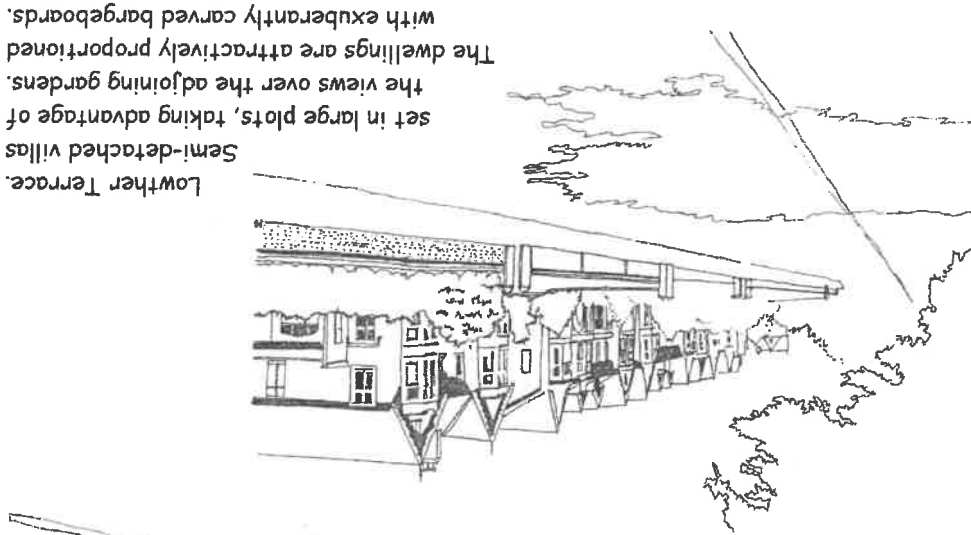 Lowther Terrace.
Semi-detached villas
set in large plots, taking advantage of
the views over the adjoining gardens.
The dwellings are attractively proportioned
with exuberantly carved bargeboards.